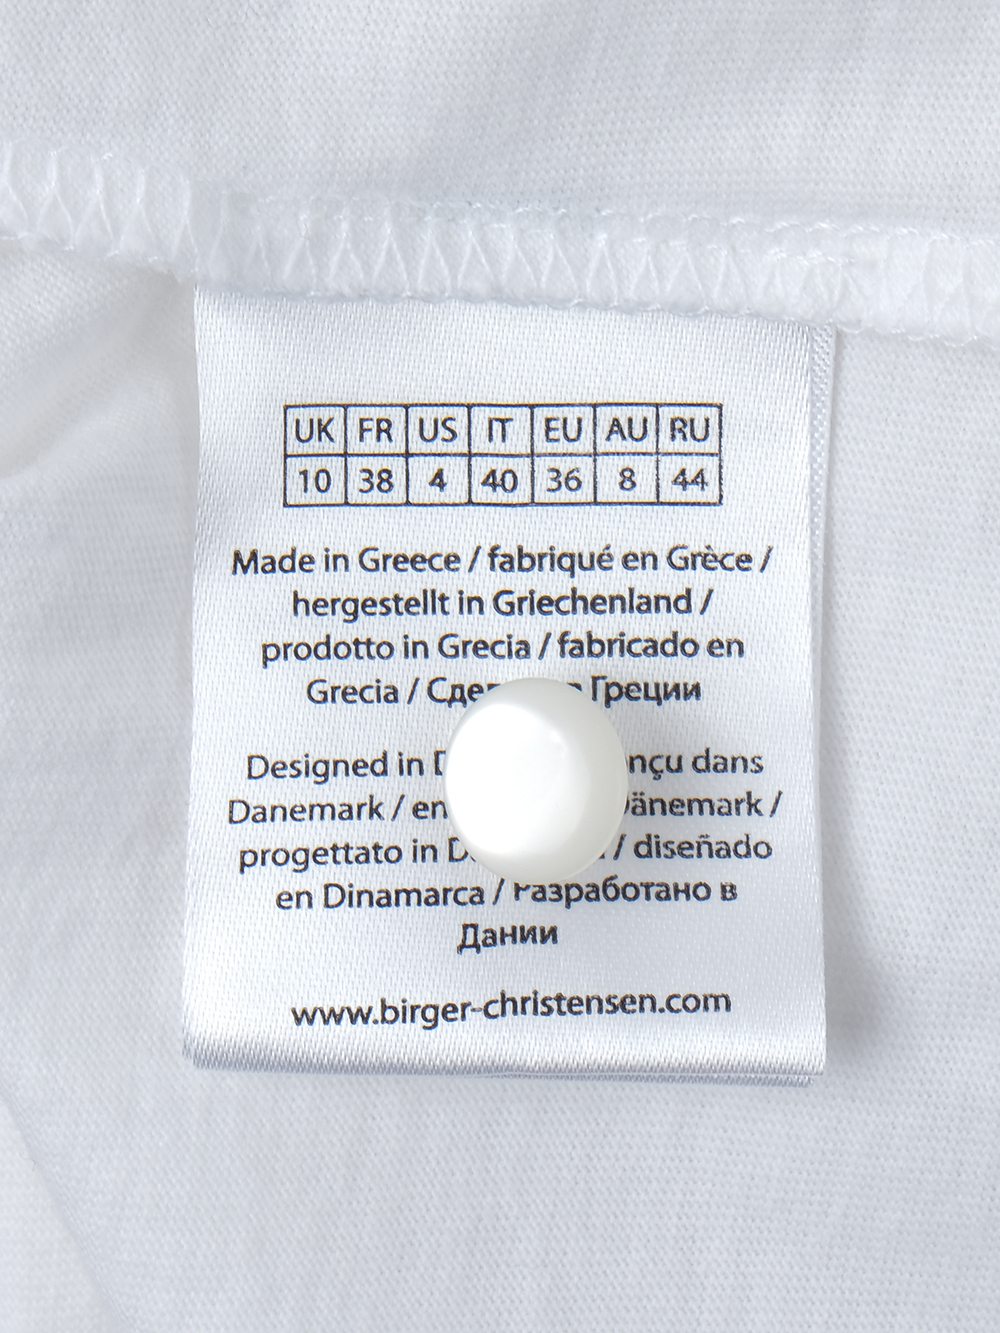 UK FR US IT EU AU RU
10 38 4 40 36 8 44
Made in Greece / fabriqué en Grèce /
hergestellt in Griechenland /
prodotto in Grecia / fabricado en
Grecia / Греции
Designed in dans
Danemark / /
progettato in / diseñado
en Dinamarca / Разработано в
Дании
www.birger-christensen.com